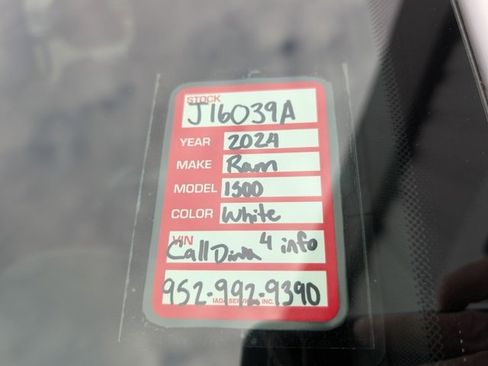 STOCK J16039A
YEAR 2024
MAKE Ram
MODEL 1500
COLOR White
VIN Call Dina 4 info
952-992-9390